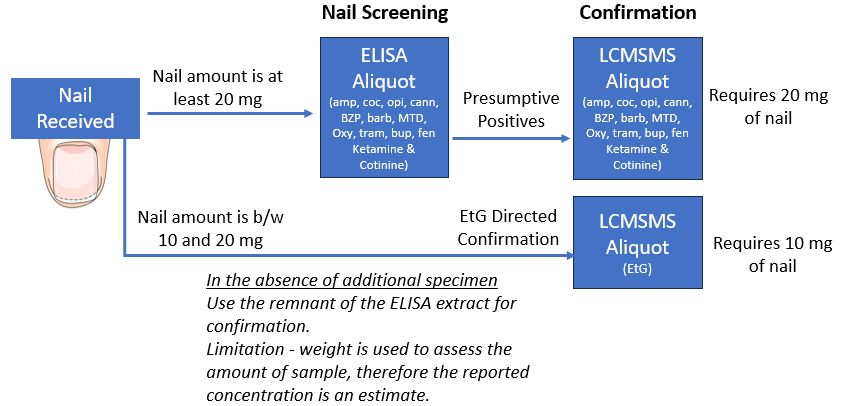 Nail Screening
Confirmation
Nail
Received
Nail amount is at
least 20 mg
ELISA
Aliquot
(amp, coc, opi, cann,
BZP, barb, MTD,
Oxy, tram, bup, fen
Ketamine &
Cotinine)
Presumptive
Positives
LCMSMS
Aliquot
(amp, coc, opi, cann,
BZP, barb, MTD,
Oxy, tram, bup, fen
Ketamine &
Cotinine)
Requires 20 mg
of nail
Nail amount is b/w
10 and 20 mg
EtG Directed
Confirmation
LCMSMS
Aliquot
(EtG)
Requires 10 mg
of nail
In the absence of additional specimen
Use the remnant of the ELISA extract for
confirmation.
Limitation - weight is used to assess the
amount of sample, therefore the reported
concentration is an estimate.